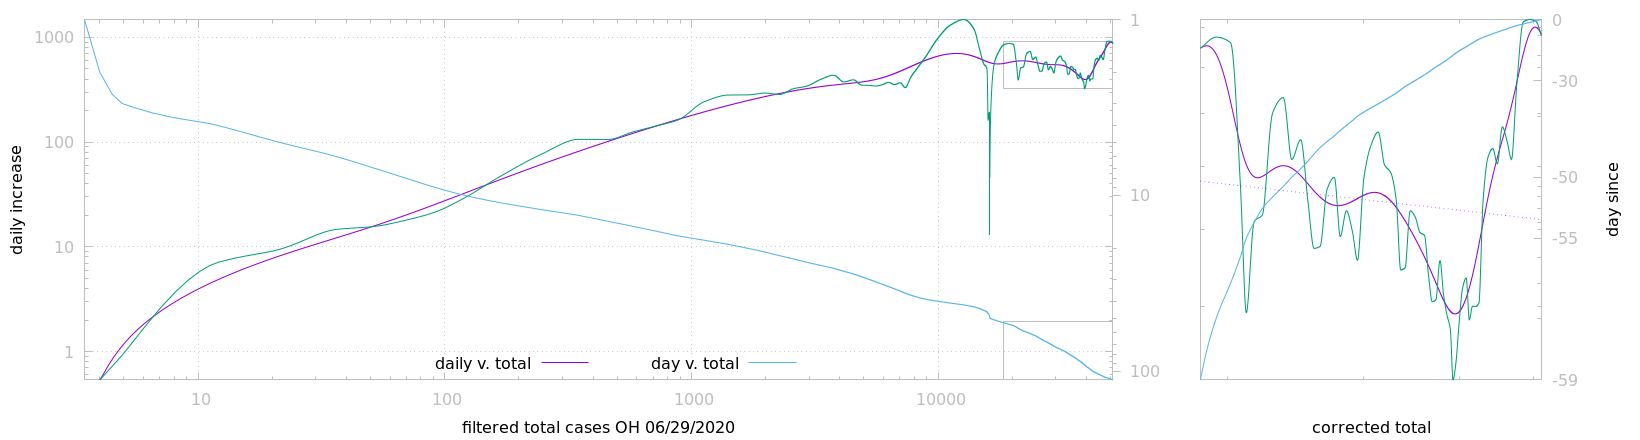 daily increase
1000
100
10
1
10
100
1000
10000
filtered total cases OH 06/29/2020
daily v. total
day v. total
1
10
100
0
-30
-50
-55
-59
day since
corrected total